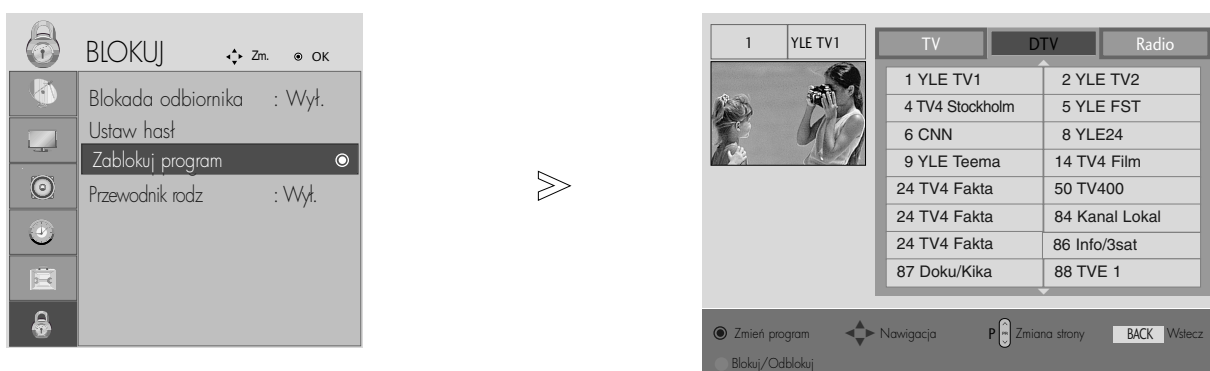 BLOKUJ Zm. OK
Blokada odbiornika : Wył.
Ustaw hasł
Zablokuj program
Przewodnik rodz : Wył.
1 YLE TV1
TV DTV Radio
1 YLE TV1 2 YLE TV2
4 TV4 Stockholm 5 YLE FST
6 CNN 8 YLE24
9 YLE Teema 14 TV4 Film
24 TV4 Fakta 50 TV400
24 TV4 Fakta 84 Kanal Lokal
24 TV4 Fakta 86 Info/3sat
87 Doku/Kika 88 TVE 1
Zmień program Nawigacja P PR Zmiana strony BACK Wstecz
Blokuj/Odblokuj